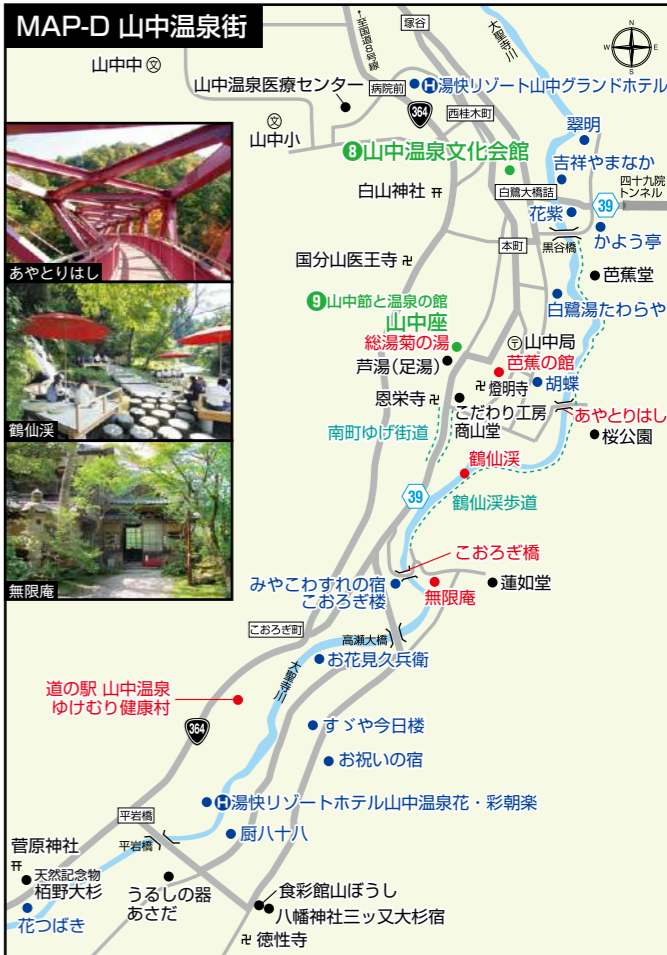 MAP-D 山中温泉街
N
W
E
S
←至国道8号線
塚谷
大聖寺川
山中中 文
山中温泉医療センター
病院前
H湯快リゾート山中グランドホテル
364
西桂木町
文
山中小
翠明
❽山中温泉文化会館
吉祥やまなか
白山神社
白鷺大橋詰
四十九院
トンネル
39
花紫
本町
黒谷橋
かよう亭
国分山医王寺 卍
芭蕉堂
❾山中節と温泉の館
山中座
白鷺湯たわらや
総湯菊の湯
〒山中局
芦湯(足湯)
芭蕉の館
卍 燈明寺
胡蝶
恩栄寺 卍
こだわり工房
商山堂
あやとりはし
南町ゆげ街道
桜公園
鶴仙渓
39
鶴仙渓歩道
こおろぎ橋
みやこわすれの宿
こおろぎ楼
無限庵
蓮如堂
こおろぎ町
高瀬大橋
大聖寺川
お花見久兵衛
道の駅 山中温泉
ゆけむり健康村
364
すゞや今日楼
お祝いの宿
H湯快リゾートホテル山中温泉花・彩朝楽
平岩橋
平岩橋
厨八十八
菅原神社
天然記念物
栢野大杉
うるしの器
あさだ
花つばき
食彩館山ぼうし
八幡神社三ッ又大杉宿
卍 徳性寺
あやとりはし
鶴仙渓
無限庵